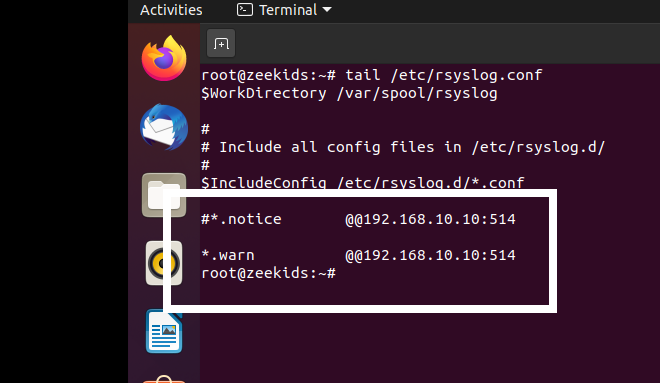 Activities
Terminal
root@zeekids:~# tail /etc/rsyslog.conf
$WorkDirectory /var/spool/rsyslog
#
# Include all config files in /etc/rsyslog.d/
#
$IncludeConfig /etc/rsyslog.d/*.conf
#*.notice @@192.168.10.10:514
*.warn @@192.168.10.10:514
root@zeekids:~#